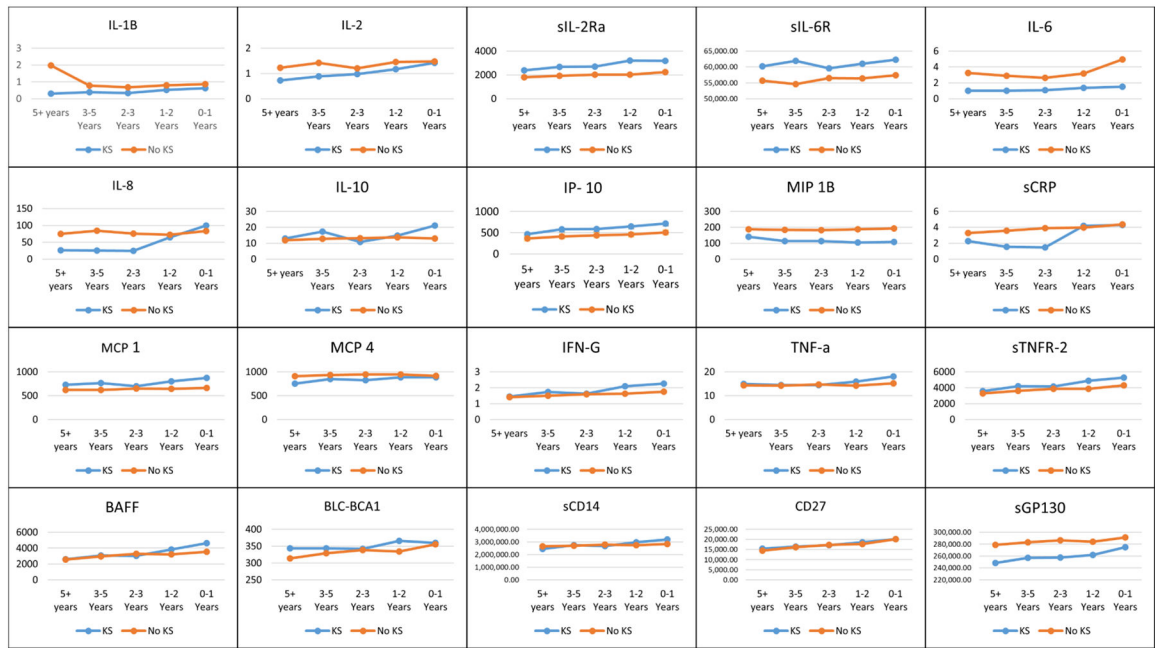 IL-1B
3
2
1
0
5+ years 3-5 2-3 1-2 0-1
Years Years Years Years
KS No KS
IL-2
2
1
0
5+ years 3-5 2-3 1-2 0-1
Years Years Years Years
KS No KS
sIL-2Ra
4000
2000
0
5+ 3-5 2-3 1-2 0-1
years Years Years Years Years
KS No KS
sIL-6R
65,000.00
60,000.00
55,000.00
50,000.00
5+ 3-5 2-3 1-2 0-1
years Years Years Years Years
KS No KS
IL-6
6
4
2
0
5+ years 3-5 2-3 1-2 0-1
Years Years Years Years
KS No KS
IL-8
150
100
50
0
5+ 3-5 2-3 1-2 0-1
years Years Years Years Years
KS No KS
IL-10
30
20
10
0
5+ years 3-5 2-3 1-2 0-1
Years Years Years Years
KS No KS
IP- 10
1000
500
0
5+ 3-5 2-3 1-2 0-1
years Years Years Years Years
KS No KS
MIP 1B
300
200
100
0
5+ 3-5 2-3 1-2 0-1
years Years Years Years Years
KS No KS
sCRP
6
4
2
0
5+ 3-5 2-3 1-2 0-1
years Years Years Years Years
KS No KS
MCP 1
1000
500
0
5+ 3-5 2-3 1-2 0-1
years Years Years Years Years
KS No KS
MCP 4
1000
500
0
5+ 3-5 2-3 1-2 0-1
years Years Years Years Years
KS No KS
IFN-G
3
2
1
0
5+ years 3-5 2-3 1-2 0-1
Years Years Years Years
KS No KS
TNF-a
20
10
0
5+ years 3-5 2-3 1-2 0-1
Years Years Years Years
KS No KS
sTNFR-2
6000
4000
2000
0
5+ 3-5 2-3 1-2 0-1
years Years Years Years Years
KS No KS
BAFF
6000
4000
2000
0
5+ 3-5 2-3 1-2 0-1
years Years Years Years Years
KS No KS
BLC-BCA1
400
350
300
250
5+ 3-5 2-3 1-2 0-1
years Years Years Years Years
KS No KS
sCD14
4,000,000.00
3,000,000.00
2,000,000.00
1,000,000.00
0.00
5+ 3-5 2-3 1-2 0-1
years Years Years Years Years
KS No KS
CD27
25,000.00
20,000.00
15,000.00
10,000.00
5,000.00
0.00
5+ 3-5 2-3 1-2 0-1
years Years Years Years Years
KS No KS
sGP130
300,000.00
280,000.00
260,000.00
240,000.00
220,000.00
5+ 3-5 2-3 1-2 0-1
years Years Years Years Years
KS No KS